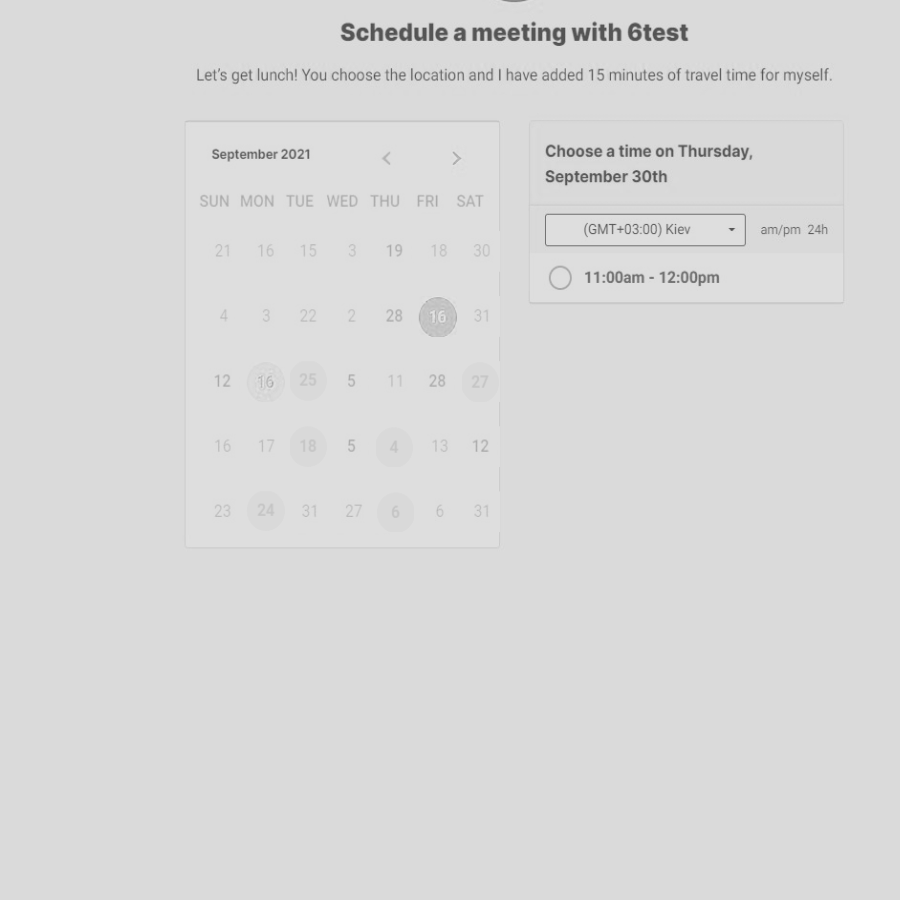 Schedule a meeting with 6test
Let's get lunch! You choose the location and I have added 15 minutes of travel time for myself.
September 2021
SUN MON TUE WED THU FRI SAT
21 16 15 3 19 18 30
4 3 22 2 28 16 31
12 16 25 5 11 28 27
16 17 18 5 4 13 12
23 24 31 27 6 6 31
Choose a time on Thursday,
September 30th
(GMT+03:00) Kiev am/pm 24h
11:00am - 12:00pm